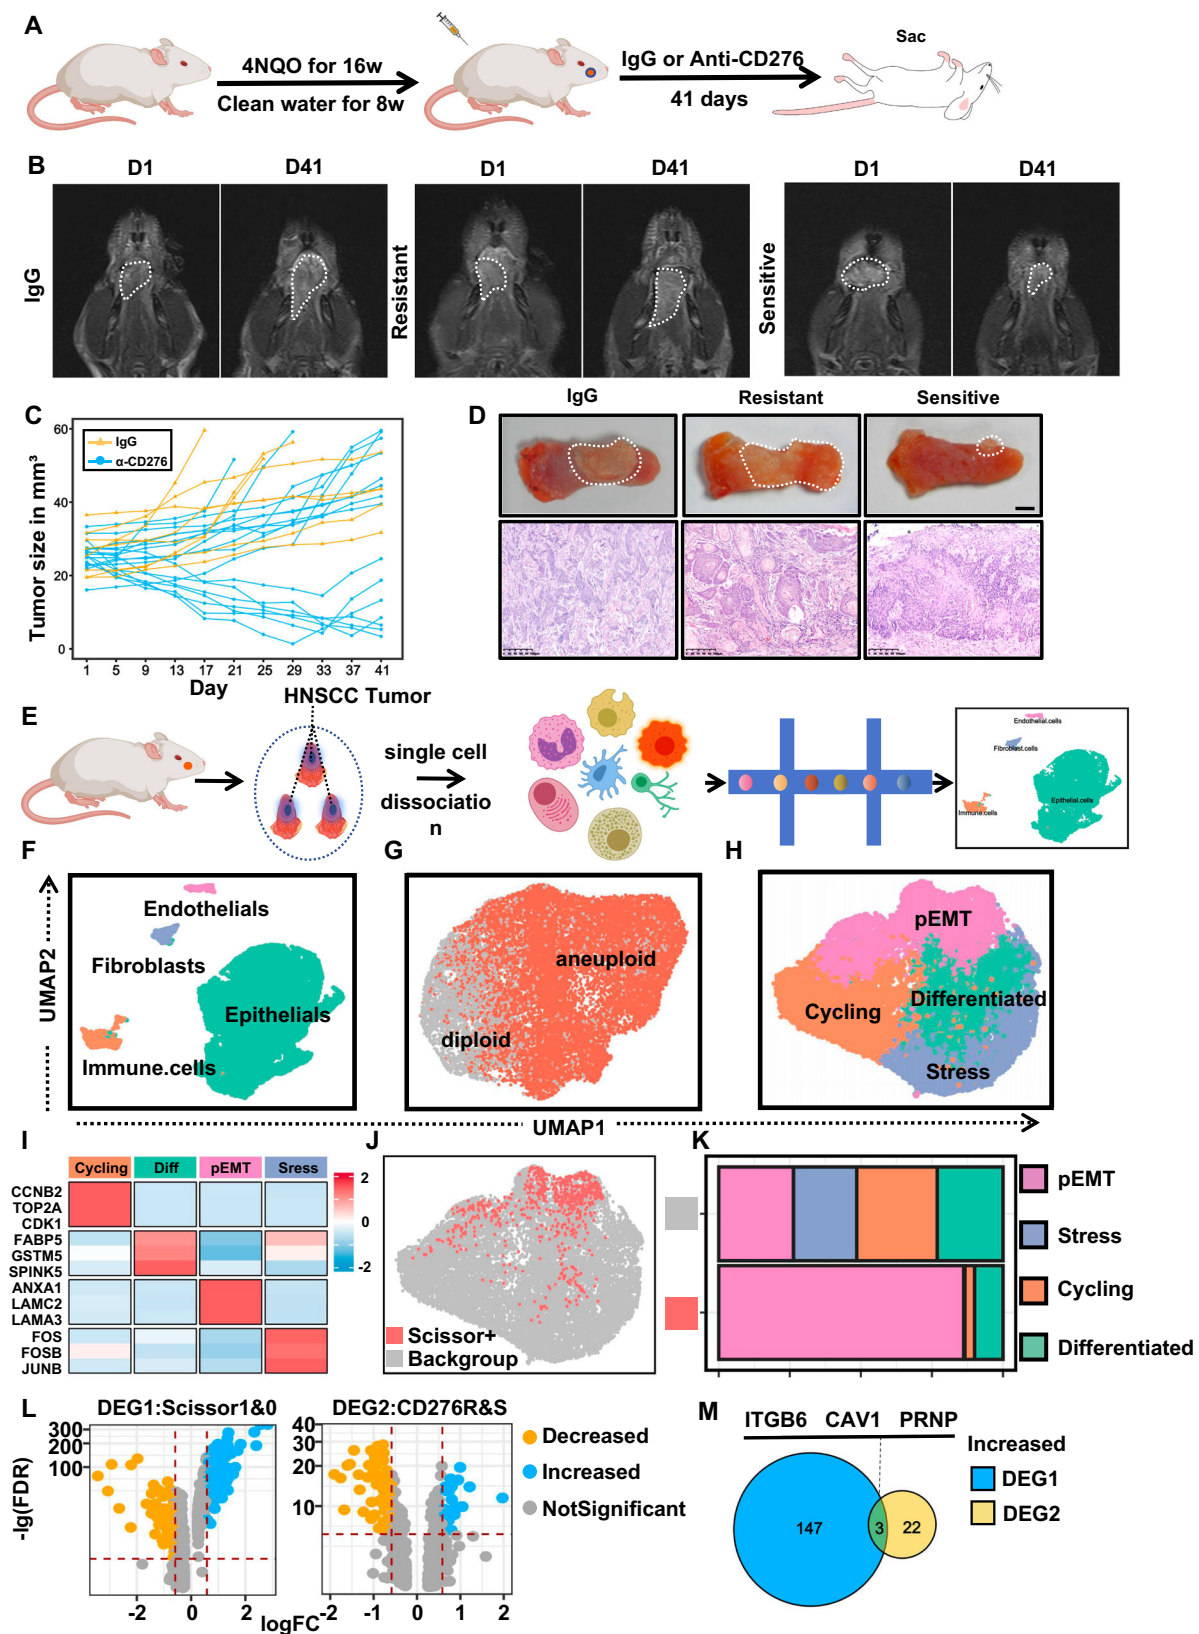 A
4NQO for 16w
Clean water for 8w
IgG or Anti-CD276
41 days
Sac
B
D1
D41
D1
D41
D1
D41
IgG
Resistant
Sensitive
C
IgG
α-CD276
Tumor size in mm³
60
40
20
0
1 5 9 13 17 21 25 29 33 37 41
Day
D
IgG
Resistant
Sensitive
E
HNSCC Tumor
single cell
dissociatio
n
Endothelial.cells
Fibroblast.cells
Epithelial.cells
Immune.cells
F
UMAP2
Endothelials
Fibroblasts
Epithelials
Immune.cells
G
aneuploid
diploid
H
pEMT
Cycling
Differentiated
Stress
UMAP1
I
Cycling
Diff
pEMT
Sress
CCNB2
TOP2A
CDK1
FABP5
GSTM5
SPINK5
ANXA1
LAMC2
LAMA3
FOS
FOSB
JUNB
2
1
0
-1
-2
J
Scissor+
Backgroup
K
pEMT
Stress
Cycling
Differentiated
L
DEG1:Scissor1&0
DEG2:CD276R&S
-lg(FDR)
300
200
100
-2 0 2
40
30
20
10
-2 -1 0 1 2
logFC
Decreased
Increased
NotSignificant
M
ITGB6 CAV1 PRNP
147
3
22
Increased
DEG1
DEG2